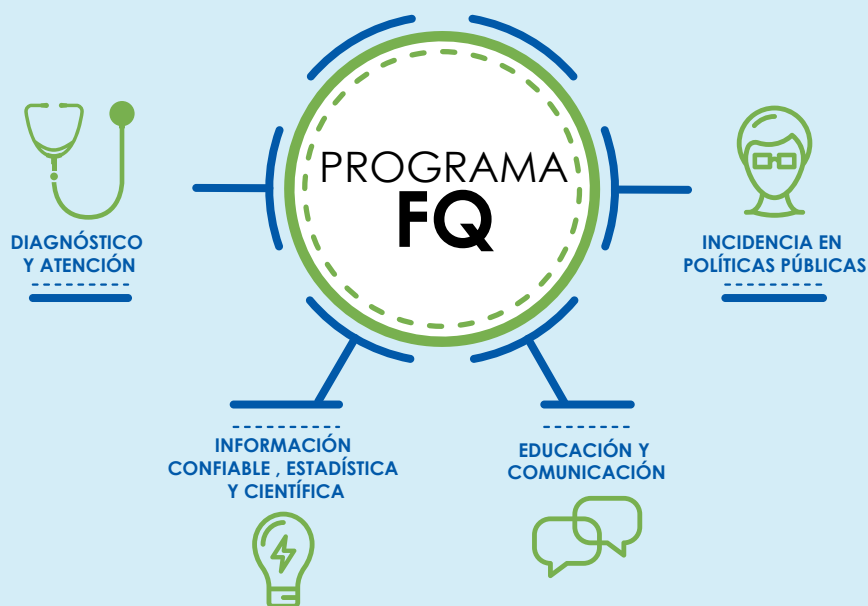 PROGRAMA
FQ
DIAGNÓSTICO
Y ATENCIÓN
INCIDENCIA EN
POLÍTICAS PÚBLICAS
INFORMACIÓN
CONFIABLE , ESTADÍSTICA
Y CIENTÍFICA
EDUCACIÓN Y
COMUNICACIÓN